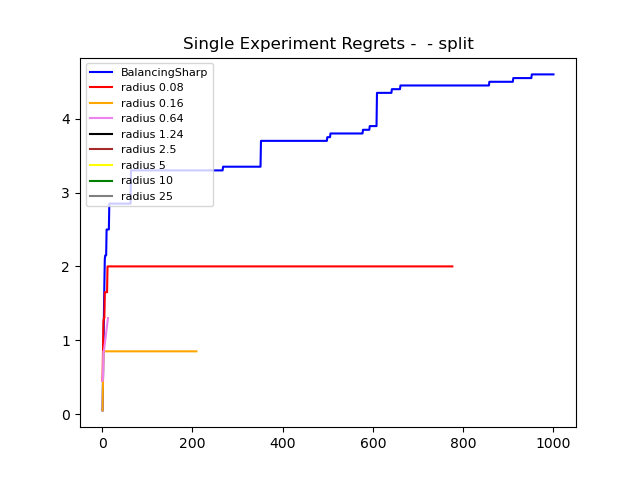 Single Experiment Regrets -  - split
BalancingSharp
radius 0.08
radius 0.16
radius 0.64
radius 1.24
radius 2.5
radius 5
radius 10
radius 25
4
3
2
1
0
0 200 400 600 800 1000